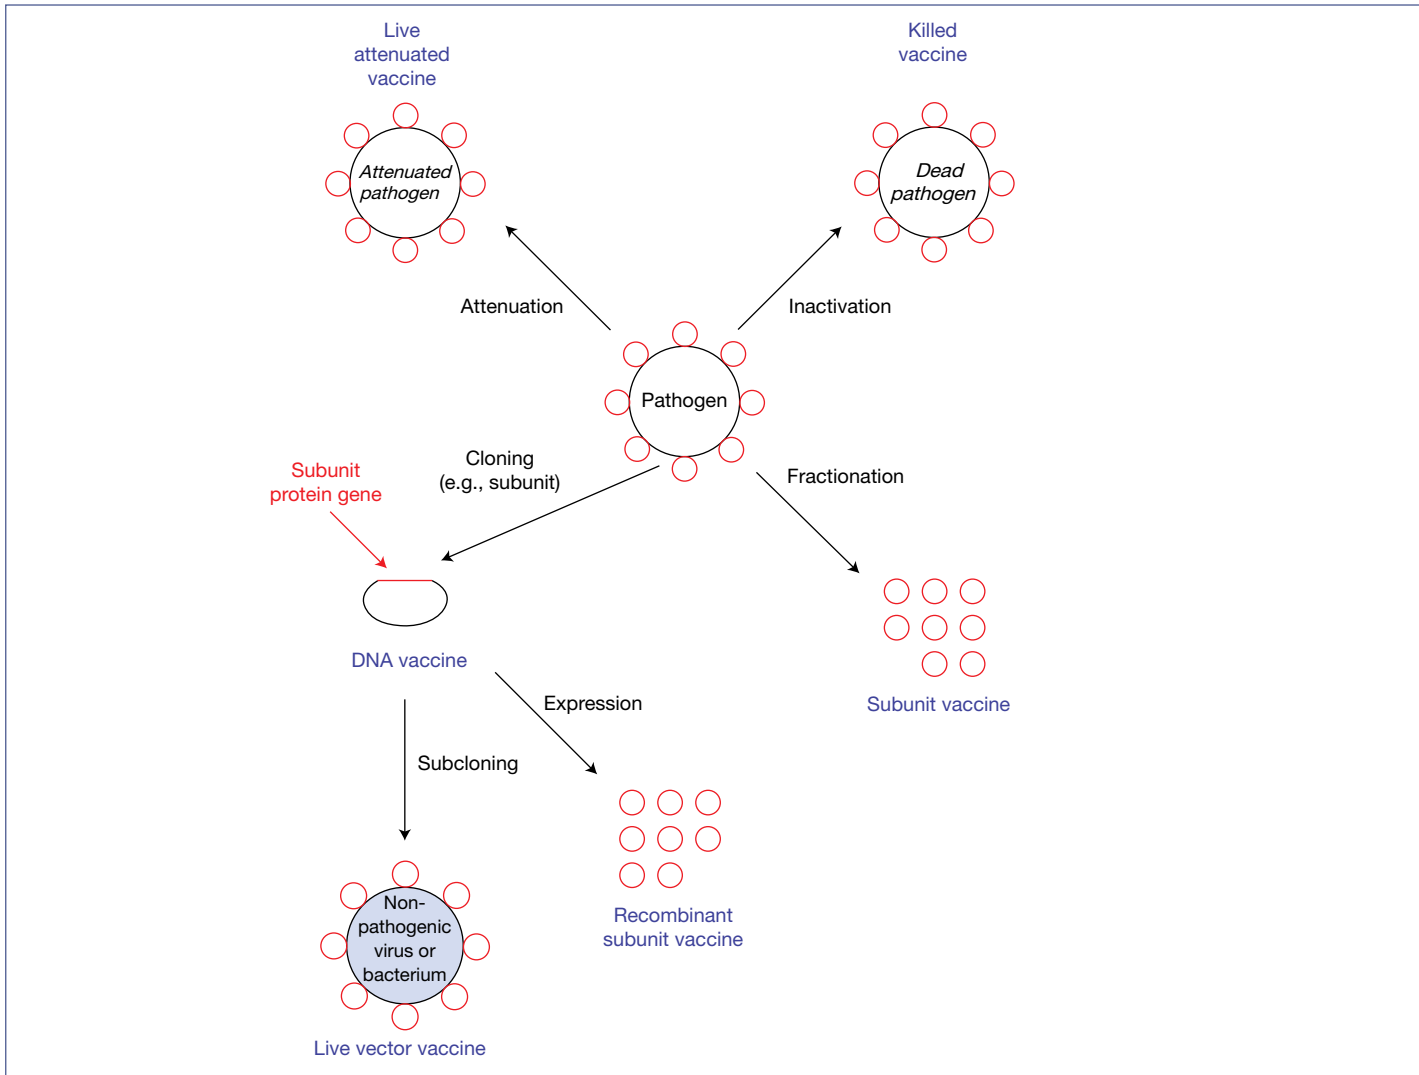 Live
attenuated
vaccine
Killed
vaccine
Attenuated
pathogen
Dead
pathogen
Attenuation
Inactivation
Pathogen
Cloning
(e.g., subunit)
Fractionation
Subunit
protein gene
DNA vaccine
Expression
Subunit vaccine
Subcloning
Non-
pathogenic
virus or
bacterium
Recombinant
subunit vaccine
Live vector vaccine